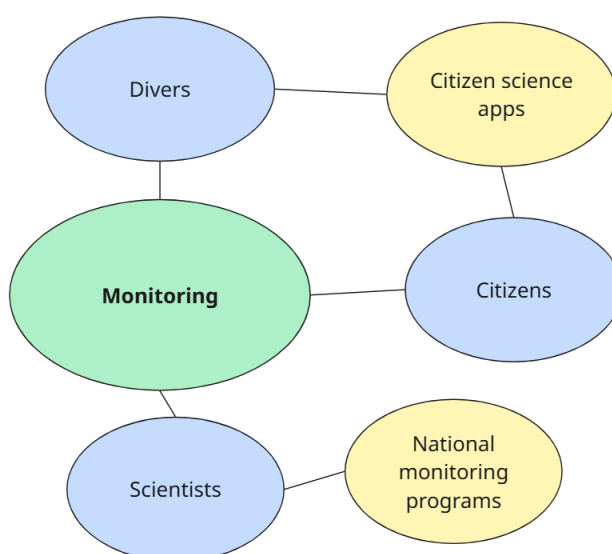 Divers
Citizen science
apps
Monitoring
Citizens
Scientists
National
monitoring
programs